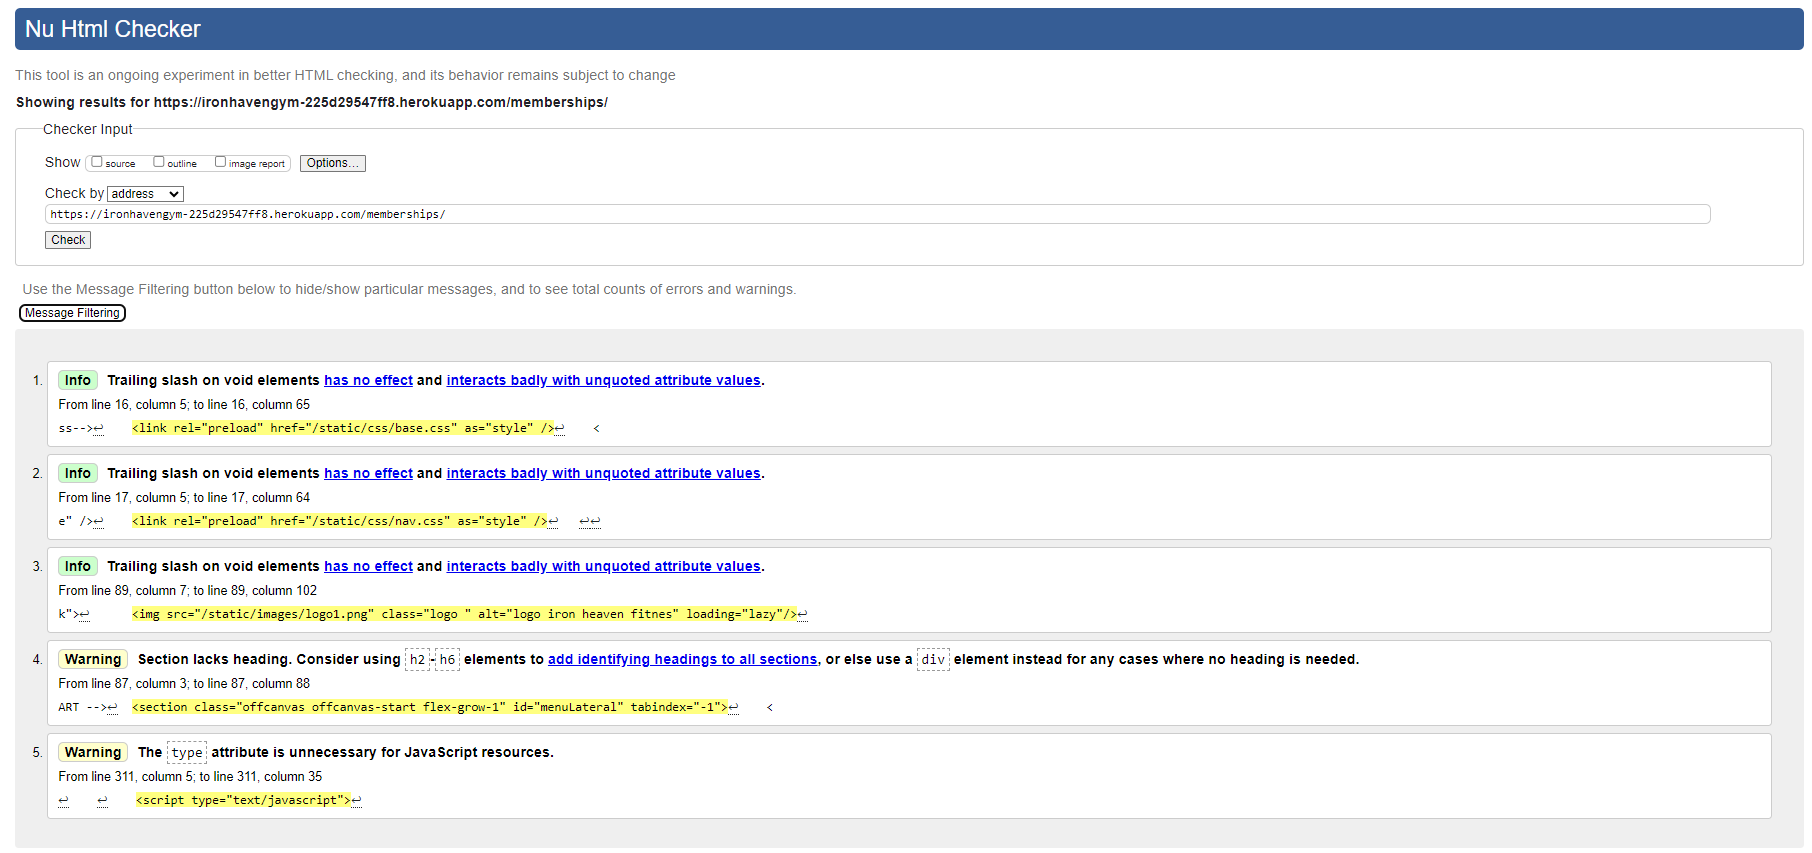 Nu Html Checker
This tool is an ongoing experiment in better HTML checking, and its behavior remains subject to change
Showing results for https://ironhavengym-225d29547ff8.herokuapp.com/memberships/
Checker Input
Show source outline image report Options...
Check by address
https://ironhavengym-225d29547ff8.herokuapp.com/memberships/
Check
Use the Message Filtering button below to hide/show particular messages, and to see total counts of errors and warnings.
Message Filtering
1. Info Trailing slash on void elements has no effect and interacts badly with unquoted attribute values.
From line 16, column 5; to line 16, column 65
ss-->↩ <link rel="preload" href="/static/css/base.css" as="style" />↩ <
2. Info Trailing slash on void elements has no effect and interacts badly with unquoted attribute values.
From line 17, column 5; to line 17, column 64
e" />↩ <link rel="preload" href="/static/css/nav.css" as="style" />↩ ↩↩
3. Info Trailing slash on void elements has no effect and interacts badly with unquoted attribute values.
From line 89, column 7; to line 89, column 102
k">↩ <img src="/static/images/logo1.png" class="logo " alt="logo iron heaven fitnes" loading="lazy"/>↩
4. Warning Section lacks heading. Consider using h2-h6 elements to add identifying headings to all sections, or else use a div element instead for any cases where no heading is needed.
From line 87, column 3; to line 87, column 88
ART -->↩ <section class="offcanvas offcanvas-start flex-grow-1" id="menuLateral" tabindex="-1">↩ <
5. Warning The type attribute is unnecessary for JavaScript resources.
From line 311, column 5; to line 311, column 35
↩ ↩ <script type="text/javascript">↩